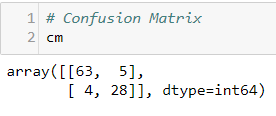 1 # Confusion Matrix
2 cm
array([[63,  5],
       [ 4, 28]], dtype=int64)